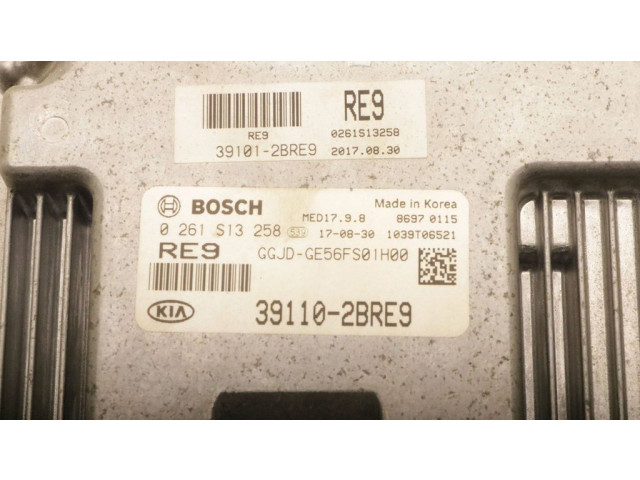 RE9
RE9
0261S13258
39101-2BRE9
2017.08.30
BOSCH
MED17.9.8
Made in Korea
8697 011S
0 261 S13 258
17-08-30
1039T06521
RE9
GGJD-GE56FS01H00
KIA
39110-2BRE9